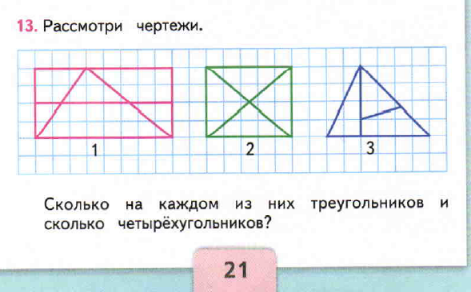 13. Рассмотри чертежи.
1 2 3
Сколько на каждом из них треугольников и
сколько четырёхугольников?
21